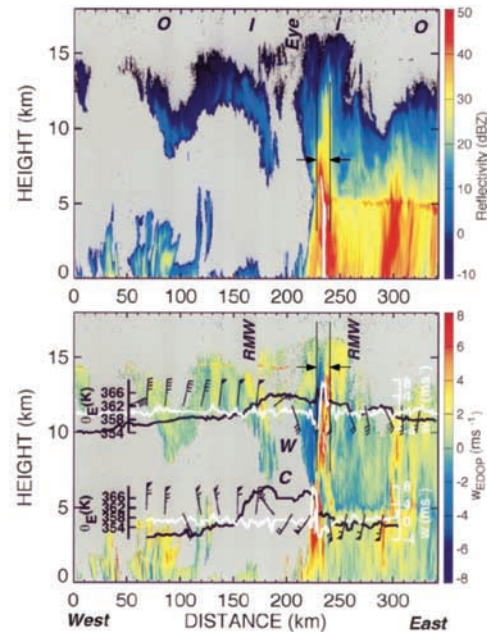 O I Eye I O
HEIGHT (km)
15
10
5
0
0 50 100 150 200 250 300
50
40
30
20
10
0
-10
Reflectivity (dBZ)
HEIGHT (km)
15
10
5
0
RMW
RMW
θE(K)
366
362
358
354
W
C
θE(K)
366
362
358
354
8
w (ms⁻¹)
8
6
4
2
0
-2
-4
-6
-8
wEDOP (ms⁻¹)
0 50 100 150 200 250 300
West DISTANCE (km) East